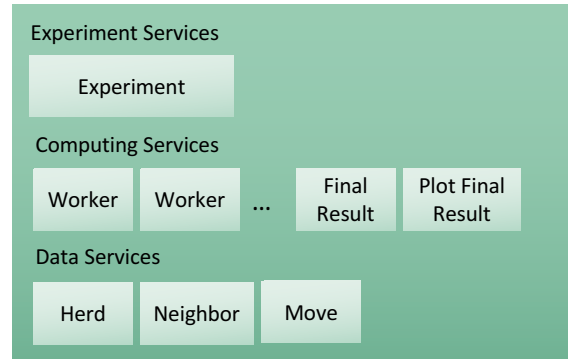 Experiment Services
Experiment
Computing Services
Worker
Worker
...
Final
Result
Plot Final
Result
Data Services
Herd
Neighbor
Move